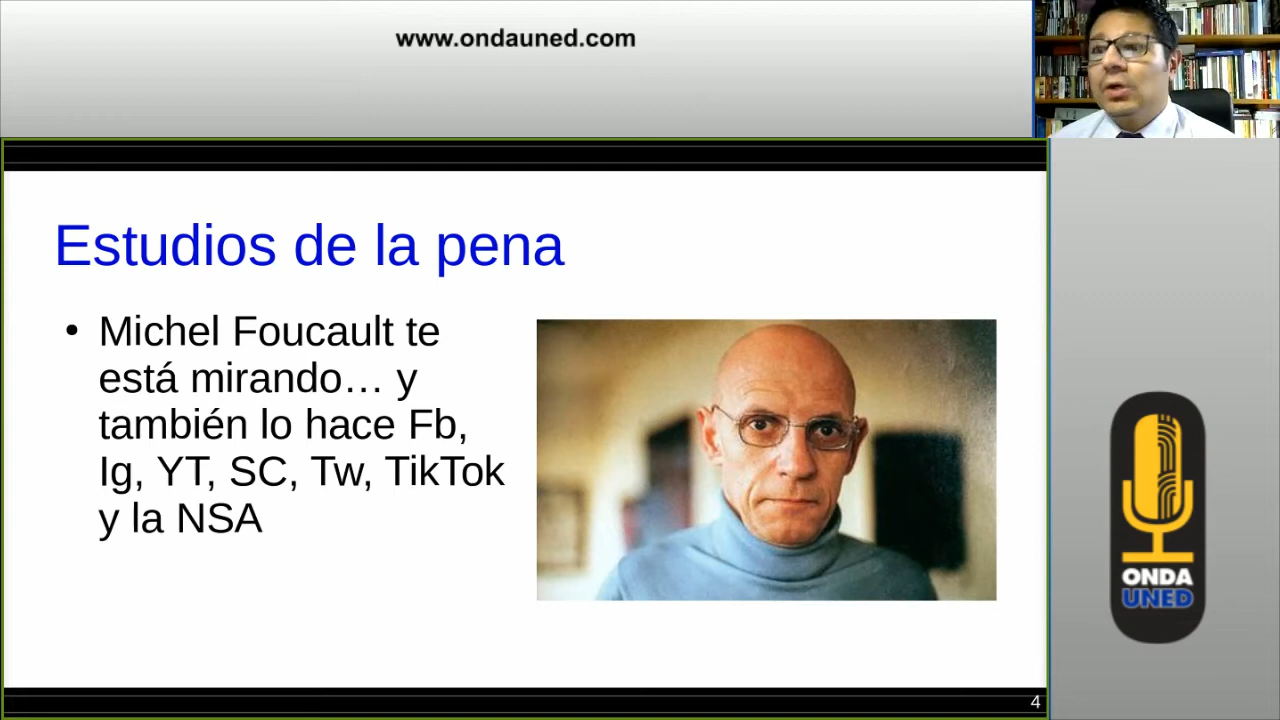 www.ondauned.com
Estudios de la pena
• Michel Foucault te
está mirando… y
también lo hace Fb,
Ig, YT, SC, Tw, TikTok
y la NSA
ONDA
UNED
4